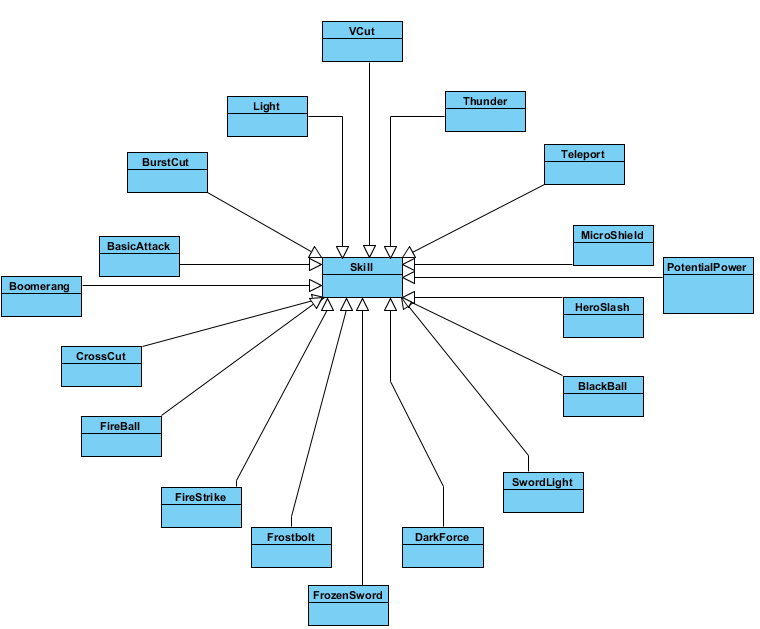 VCut
Thunder
Light
Teleport
BurstCut
MicroShield
BasicAttack
Skill
PotentialPower
Boomerang
HeroSlash
CrossCut
BlackBall
FireBall
SwordLight
FireStrike
Frostbolt
DarkForce
FrozenSword